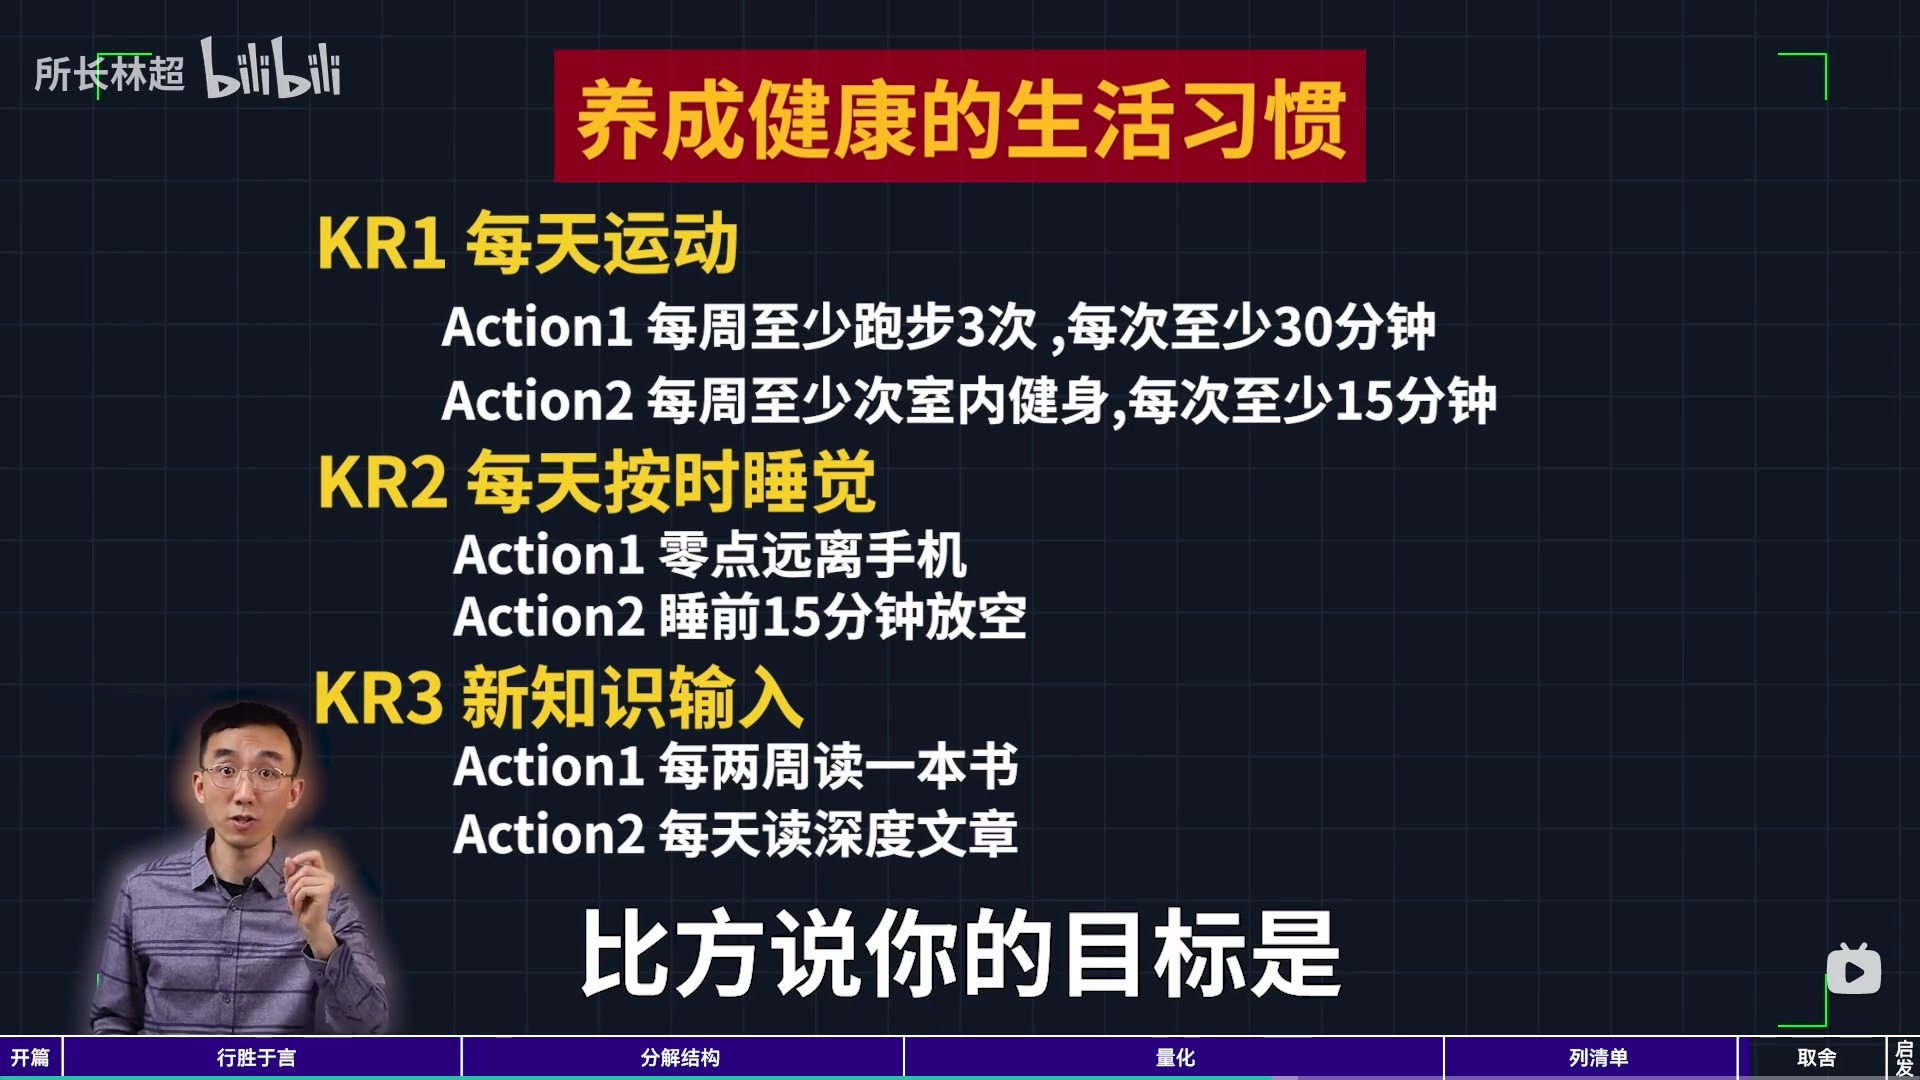 所长林超 bilibili
养成健康的生活习惯
KR1 每天运动
Action1 每周至少跑步3次 ,每次至少30分钟
Action2 每周至少次室内健身,每次至少15分钟
KR2 每天按时睡觉
Action1 零点远离手机
Action2 睡前15分钟放空
KR3 新知识输入
Action1 每两周读一本书
Action2 每天读深度文章
比方说你的目标是
开篇 行胜于言 分解结构 量化 列清单 取舍 启发